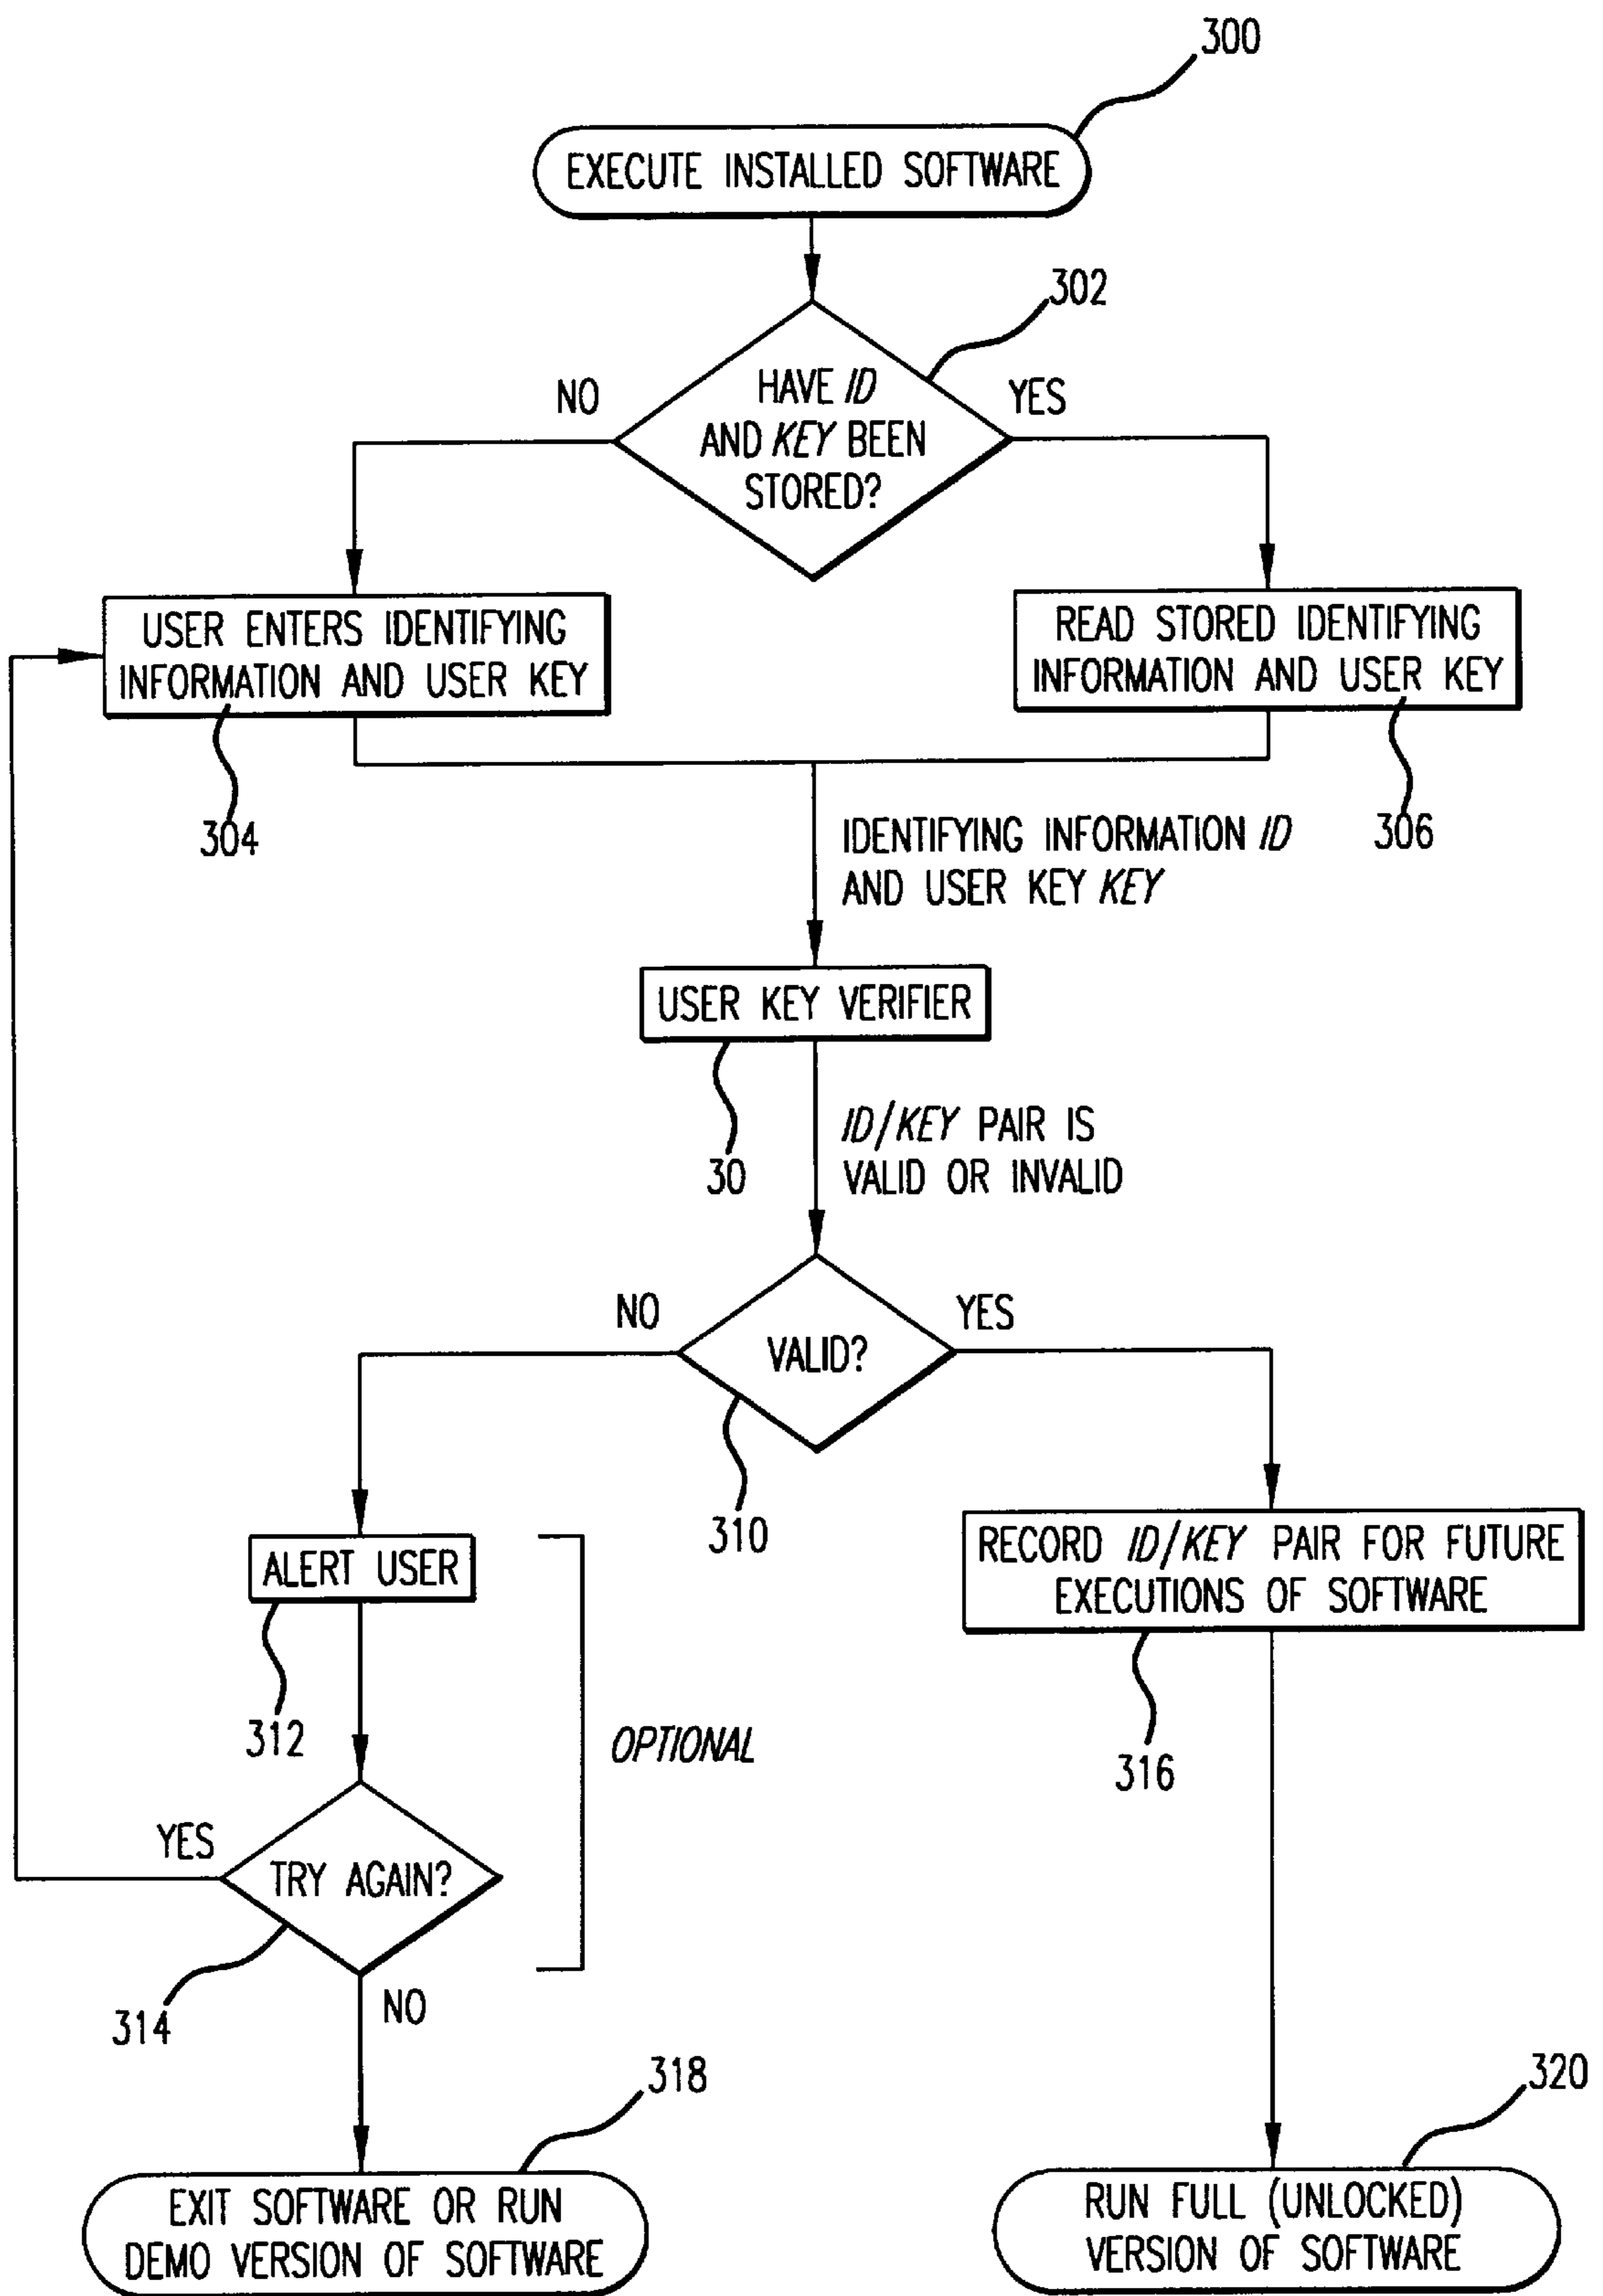 300
EXECUTE INSTALLED SOFTWARE
302
HAVE ID
AND KEY BEEN
STORED?
NO
YES
USER ENTERS IDENTIFYING
INFORMATION AND USER KEY
READ STORED IDENTIFYING
INFORMATION AND USER KEY
304
306
IDENTIFYING INFORMATION ID
AND USER KEY KEY
USER KEY VERIFIER
30
ID/KEY PAIR IS
VALID OR INVALID
NO
YES
VALID?
310
ALERT USER
RECORD ID/KEY PAIR FOR FUTURE
EXECUTIONS OF SOFTWARE
312
OPTIONAL
316
YES
TRY AGAIN?
314
NO
318
320
EXIT SOFTWARE OR RUN
DEMO VERSION OF SOFTWARE
RUN FULL (UNLOCKED)
VERSION OF SOFTWARE